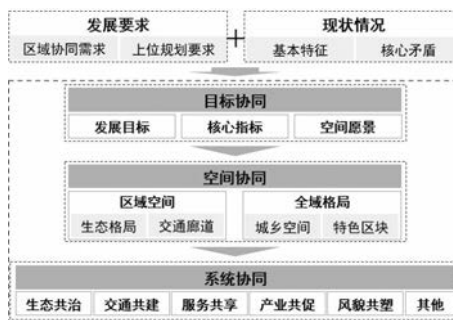 发展要求 + 现状情况
区域协同需求 上位规划要求 基本特征 核心矛盾
目标协同
发展目标 核心指标 空间愿景
空间协同
区域空间 全域格局
生态格局 交通廊道 城乡空间 特色区块
系统协同
生态共治 交通共建 服务共享 产业共促 风貌共塑 其他